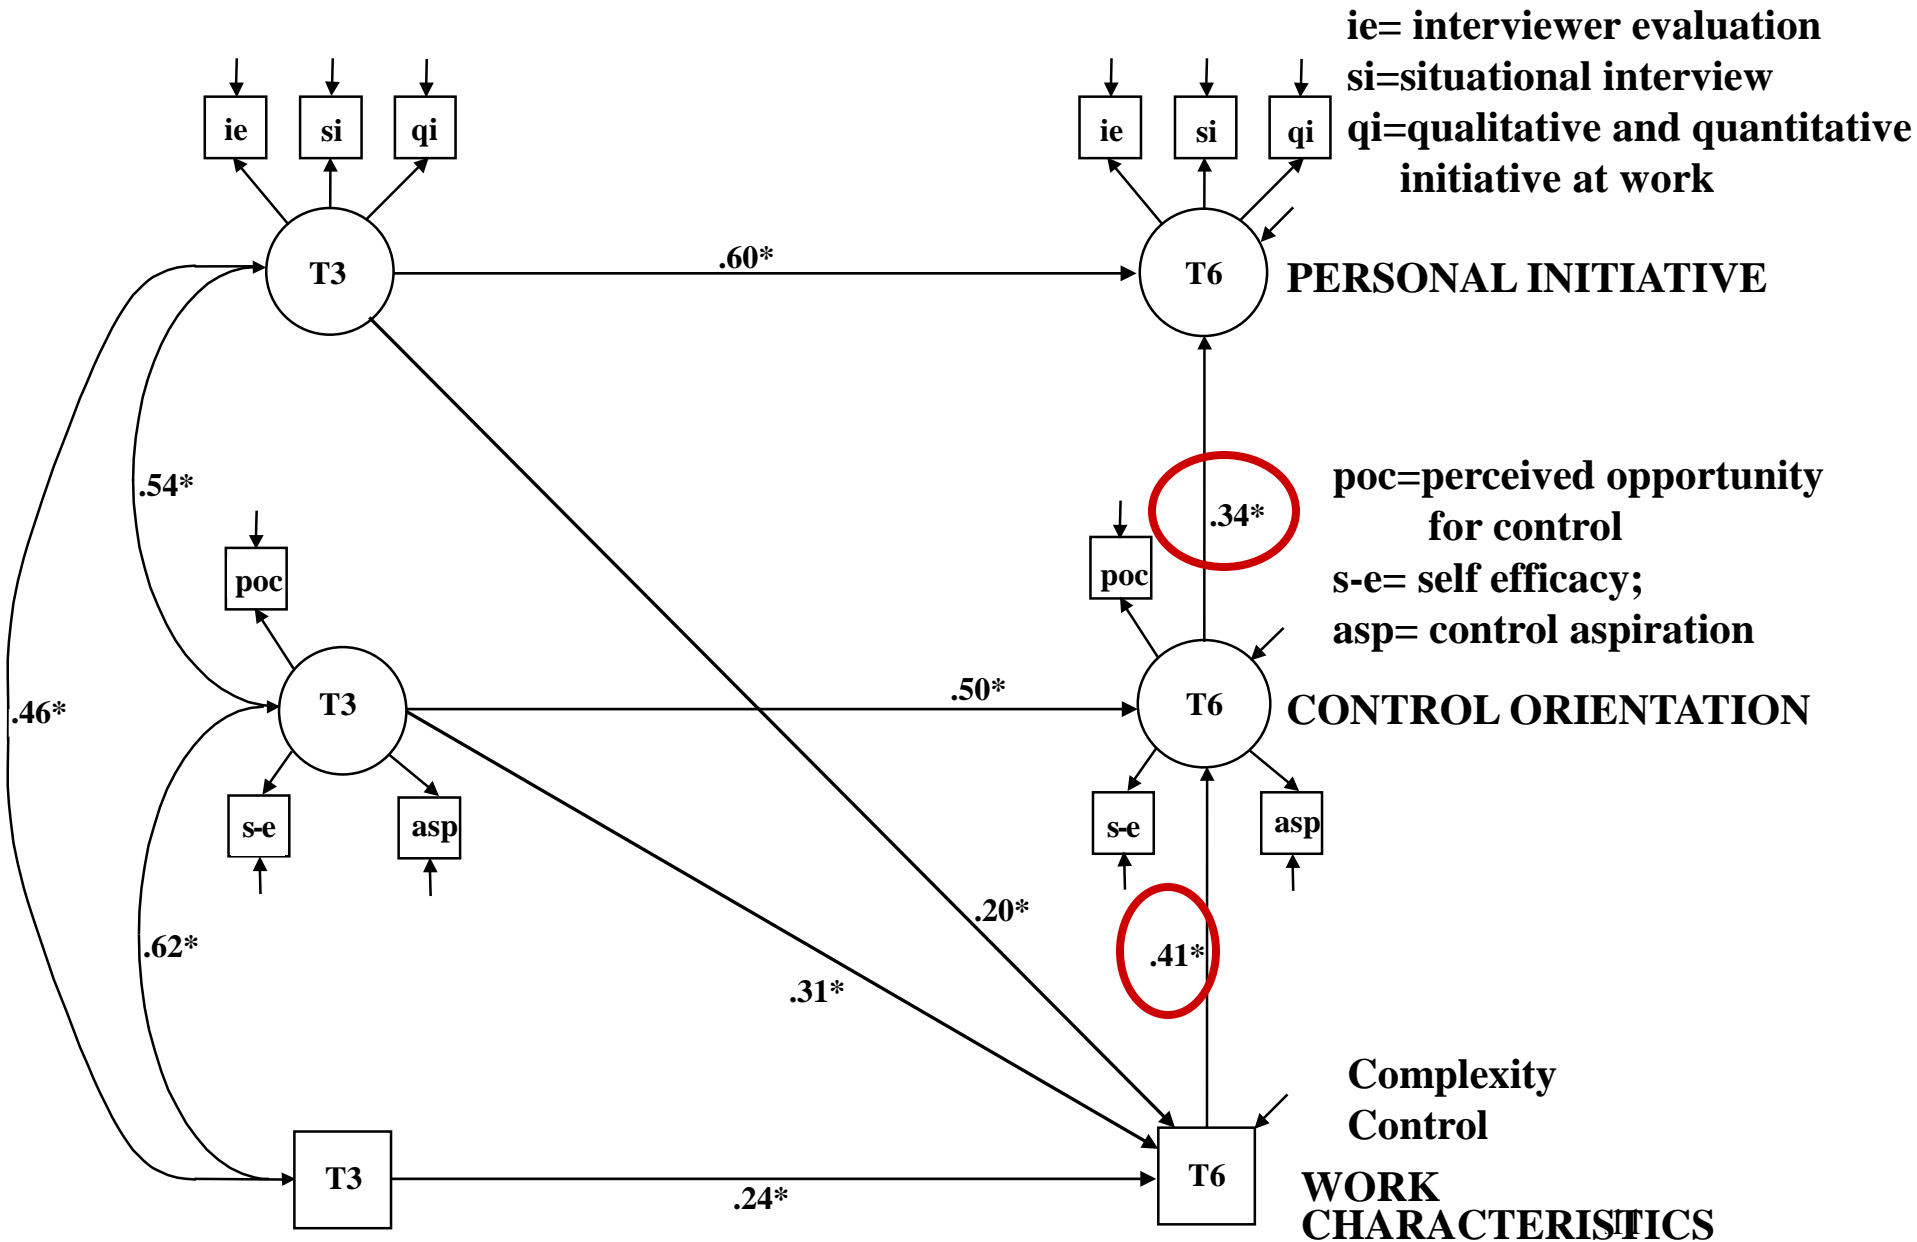 ie= interviewer evaluation
si=situational interview
qi=qualitative and quantitative
initiative at work
ie si qi
ie si qi
T3
.60*
T6
PERSONAL INITIATIVE
.54*
poc=perceived opportunity
for control
s-e= self efficacy;
asp= control aspiration
.34*
poc
poc
T3
.50*
T6
CONTROL ORIENTATION
.46*
s-e
asp
s-e
asp
.20*
.62*
.31*
.41*
Complexity
Control
T3
.24*
T6
WORK
CHARACTERISTICS
11